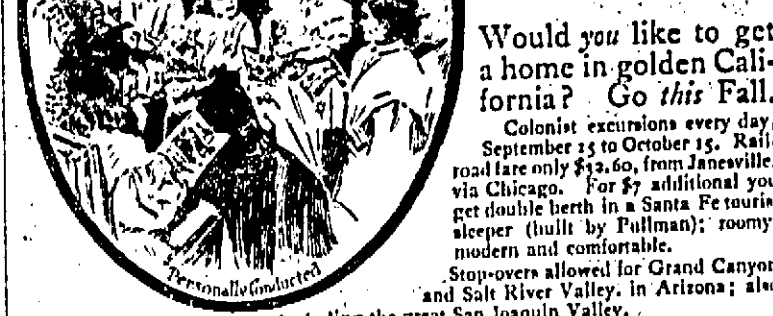 Would you like to get
a home in golden Cali-
fornia? Go this Fall.
Colonist excursions every day,
September 15 to October 15. Rail-
road fare only $32.60, from Janesville,
via Chicago. For $7 additional you
get double berth in a Santa Fe touris
sleeper (built by Pullman); roomy
modern and comfortable.
Personally Conducted
Stop-overs allowed for Grand Canyon
and Salt River Valley, in Arizona; also
the great San Joaquin Valley.